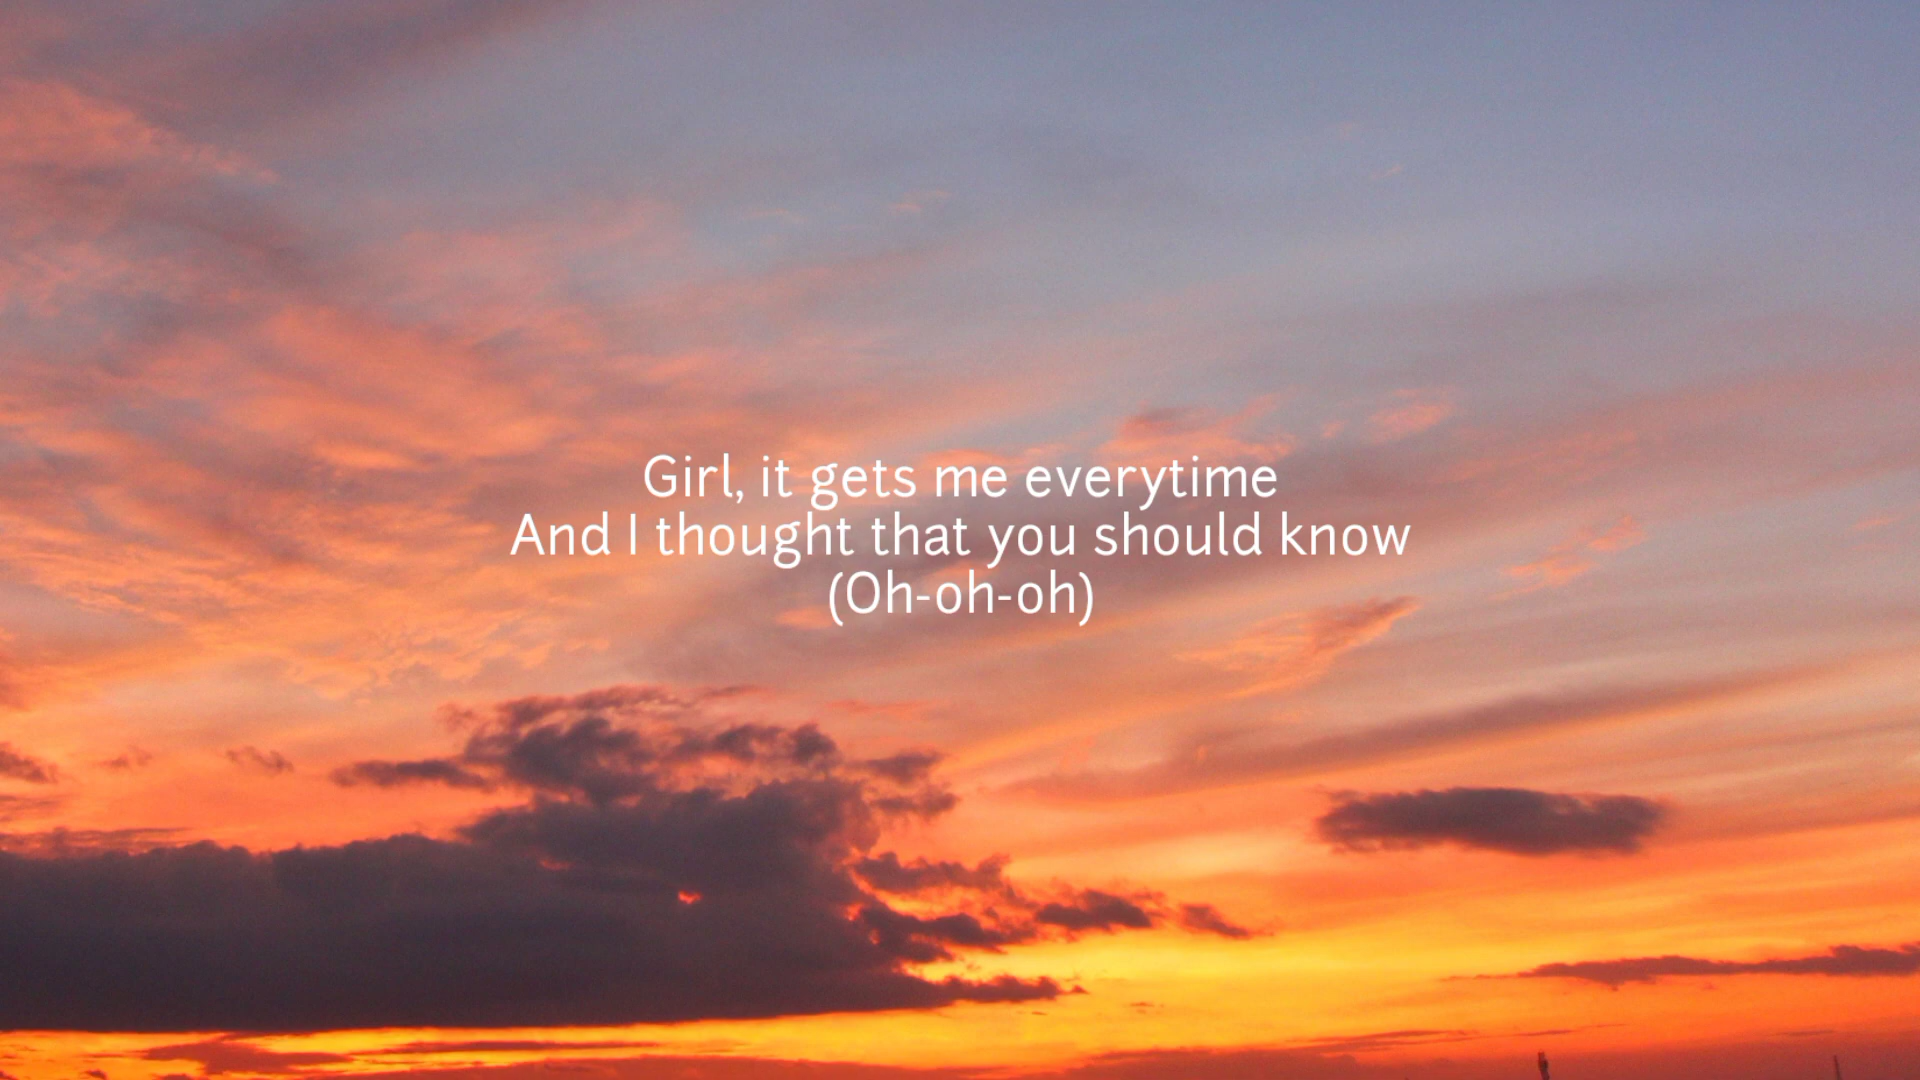 Girl, it gets me everytime
And I thought that you should know
(Oh-oh-oh)